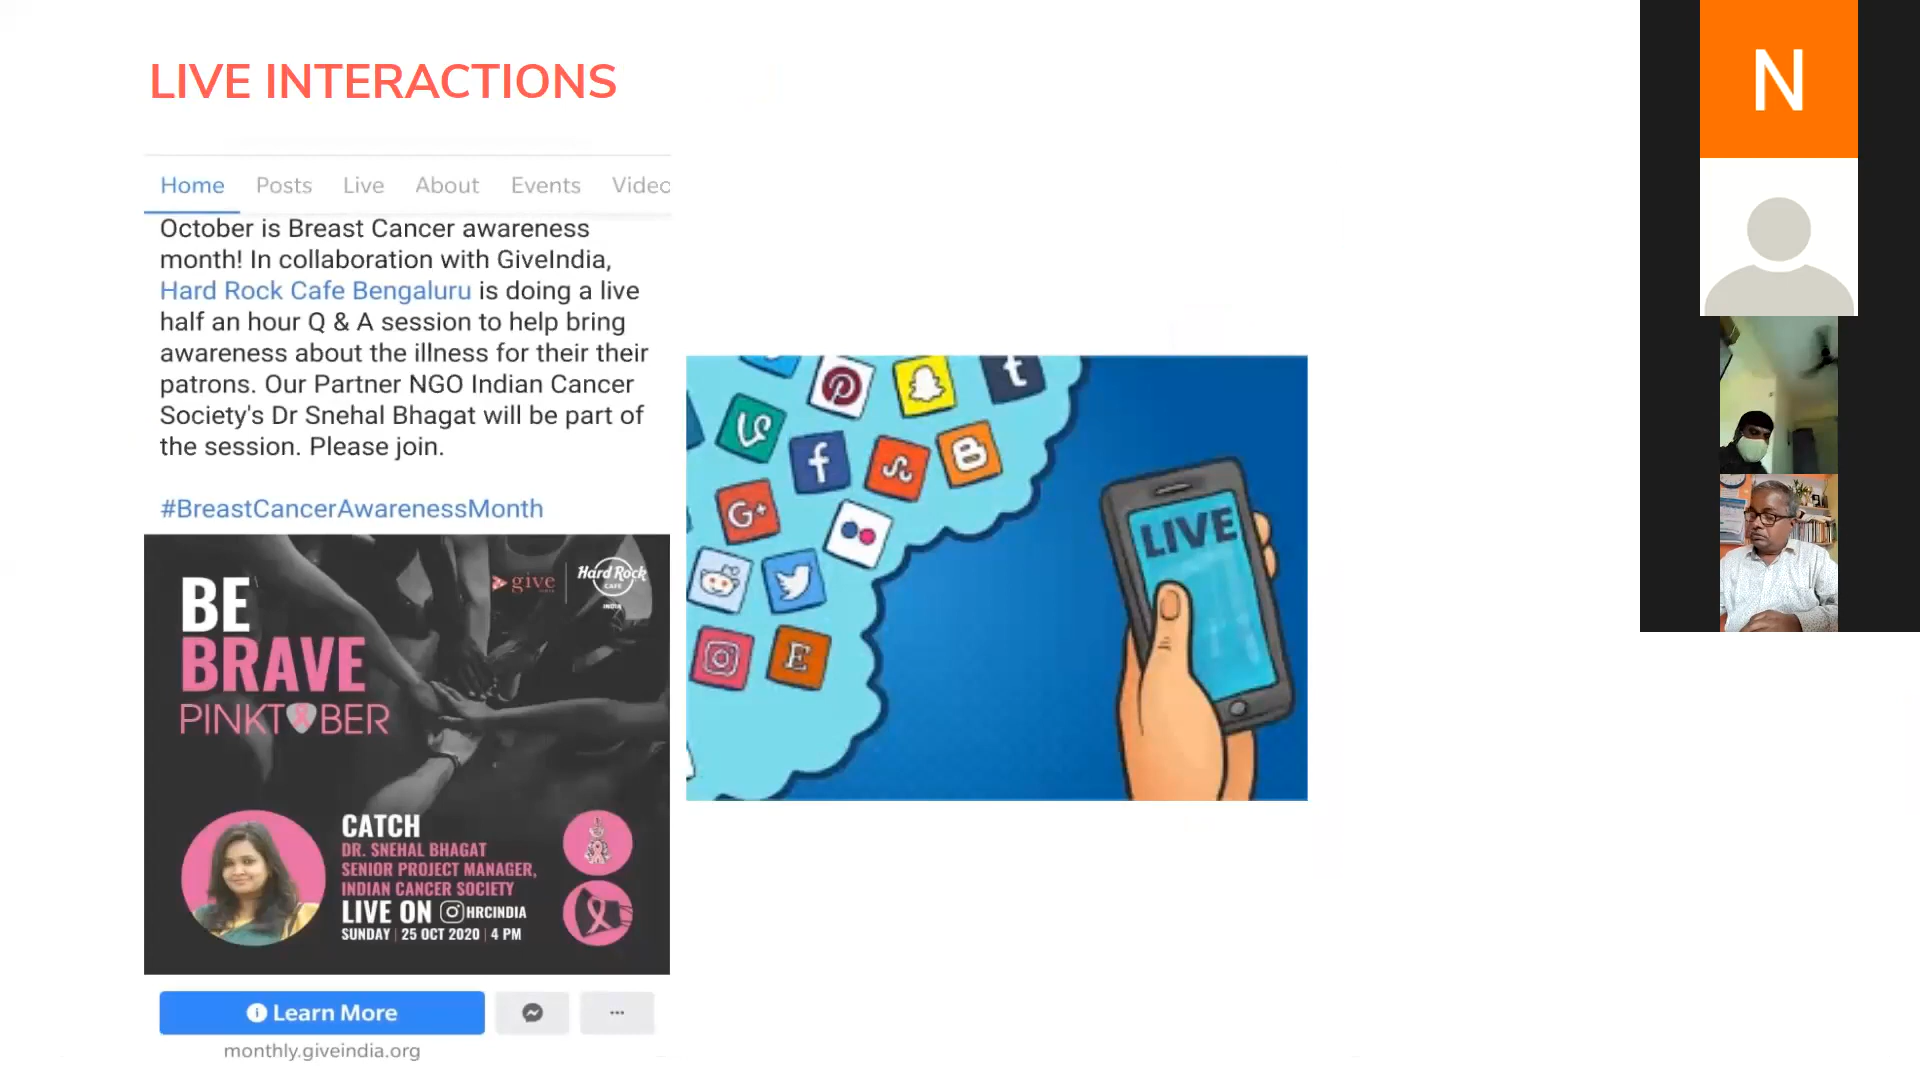 LIVE INTERACTIONS
Home Posts Live About Events Video
October is Breast Cancer awareness
month! In collaboration with GiveIndia,
Hard Rock Cafe Bengaluru is doing a live
half an hour Q & A session to help bring
awareness about the illness for their their
patrons. Our Partner NGO Indian Cancer
Society's Dr Snehal Bhagat will be part of
the session. Please join.
#BreastCancerAwarenessMonth
give
Hard Rock
CAFE
INDIA
BE
BRAVE
PINKTOBER
CATCH
DR. SNEHAL BHAGAT
SENIOR PROJECT MANAGER,
INDIAN CANCER SOCIETY
LIVE ON HRCINDIA
SUNDAY | 25 OCT 2020 | 4 PM
Learn More
monthly.giveindia.org
t
f
G+
E
LIVE
N